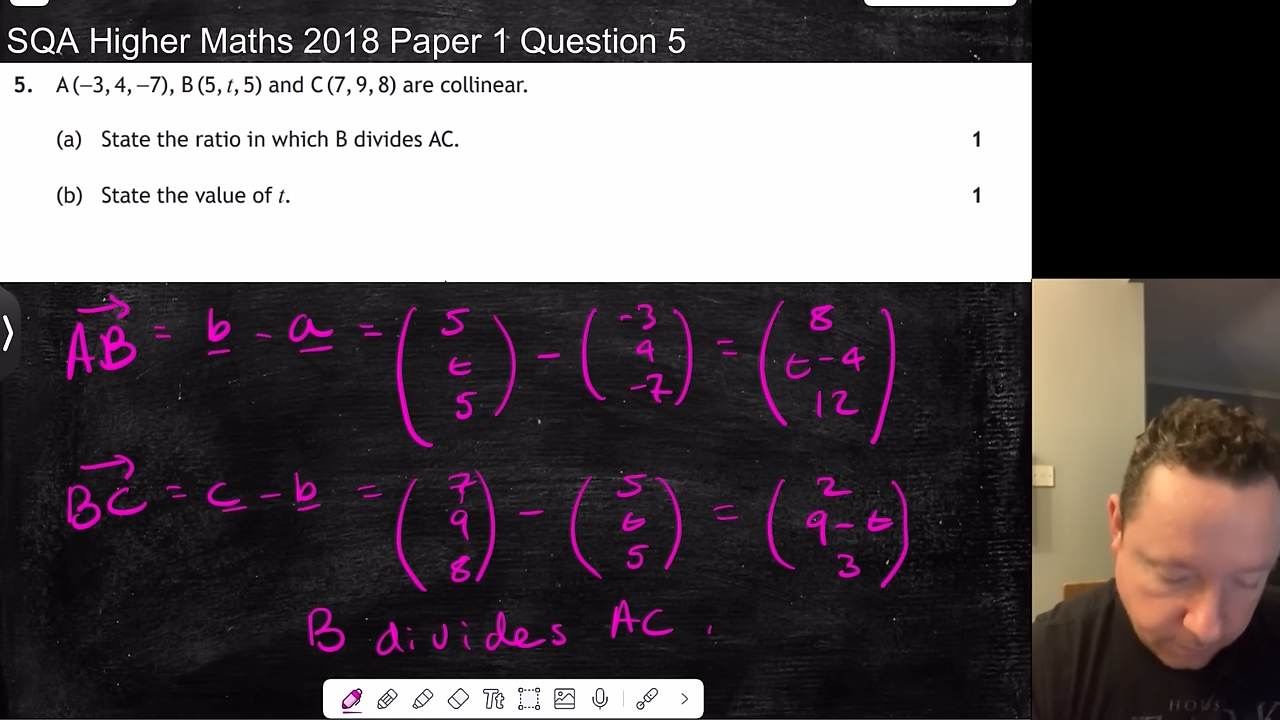 SQA Higher Maths 2018 Paper 1 Question 5
5. A(−3, 4, −7), B(5, t, 5) and C(7, 9, 8) are collinear.
(a) State the ratio in which B divides AC. 1
(b) State the value of t. 1
AB = b - a = (5 t 5) - (-3 4 -7) = (8 t-4 12)
BC = c - b = (7 9 8) - (5 t 5) = (2 9-t 3)
B divides AC
Tt
HOUS